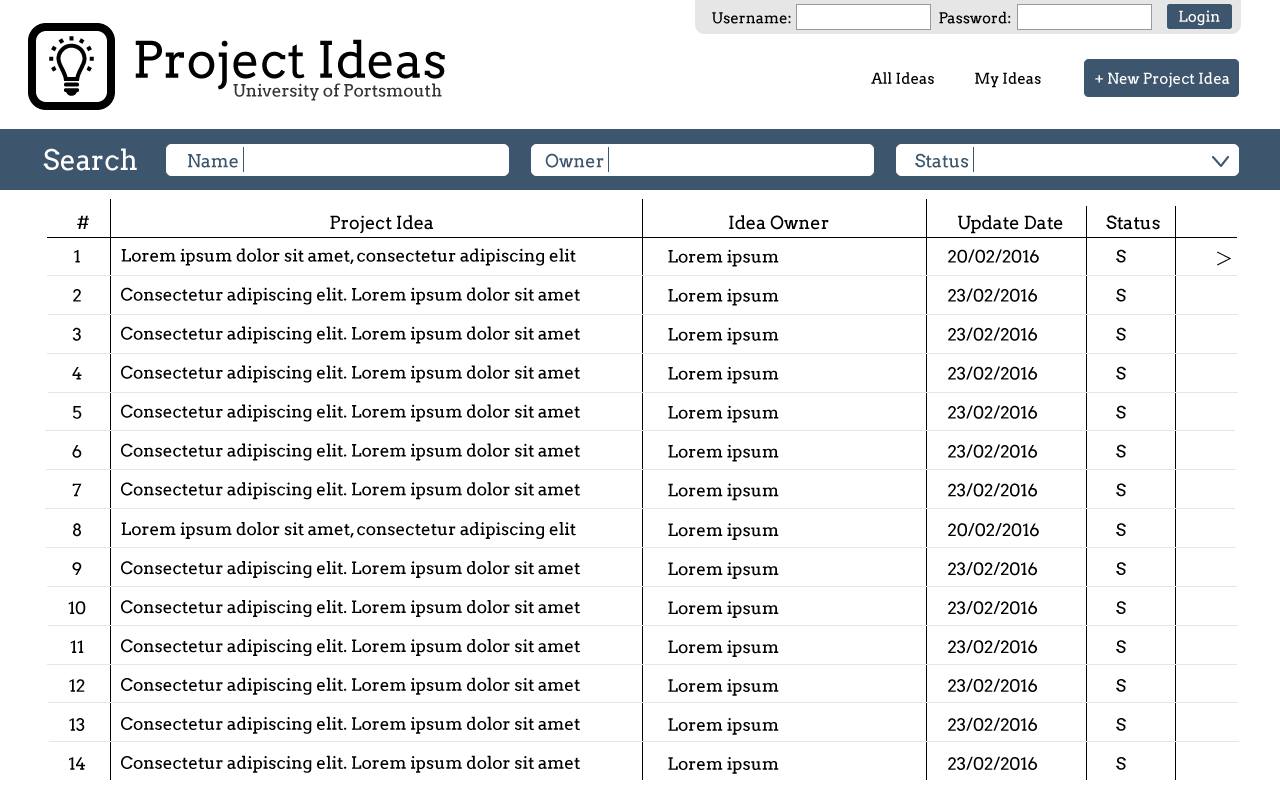 Username: Password: Login
Project Ideas
University of Portsmouth
All Ideas My Ideas + New Project Idea
Search Name Owner Status
# Project Idea Idea Owner Update Date Status
1 Lorem ipsum dolor sit amet, consectetur adipiscing elit Lorem ipsum 20/02/2016 S >
2 Consectetur adipiscing elit. Lorem ipsum dolor sit amet Lorem ipsum 23/02/2016 S
3 Consectetur adipiscing elit. Lorem ipsum dolor sit amet Lorem ipsum 23/02/2016 S
4 Consectetur adipiscing elit. Lorem ipsum dolor sit amet Lorem ipsum 23/02/2016 S
5 Consectetur adipiscing elit. Lorem ipsum dolor sit amet Lorem ipsum 23/02/2016 S
6 Consectetur adipiscing elit. Lorem ipsum dolor sit amet Lorem ipsum 23/02/2016 S
7 Consectetur adipiscing elit. Lorem ipsum dolor sit amet Lorem ipsum 23/02/2016 S
8 Lorem ipsum dolor sit amet, consectetur adipiscing elit Lorem ipsum 20/02/2016 S
9 Consectetur adipiscing elit. Lorem ipsum dolor sit amet Lorem ipsum 23/02/2016 S
10 Consectetur adipiscing elit. Lorem ipsum dolor sit amet Lorem ipsum 23/02/2016 S
11 Consectetur adipiscing elit. Lorem ipsum dolor sit amet Lorem ipsum 23/02/2016 S
12 Consectetur adipiscing elit. Lorem ipsum dolor sit amet Lorem ipsum 23/02/2016 S
13 Consectetur adipiscing elit. Lorem ipsum dolor sit amet Lorem ipsum 23/02/2016 S
14 Consectetur adipiscing elit. Lorem ipsum dolor sit amet Lorem ipsum 23/02/2016 S